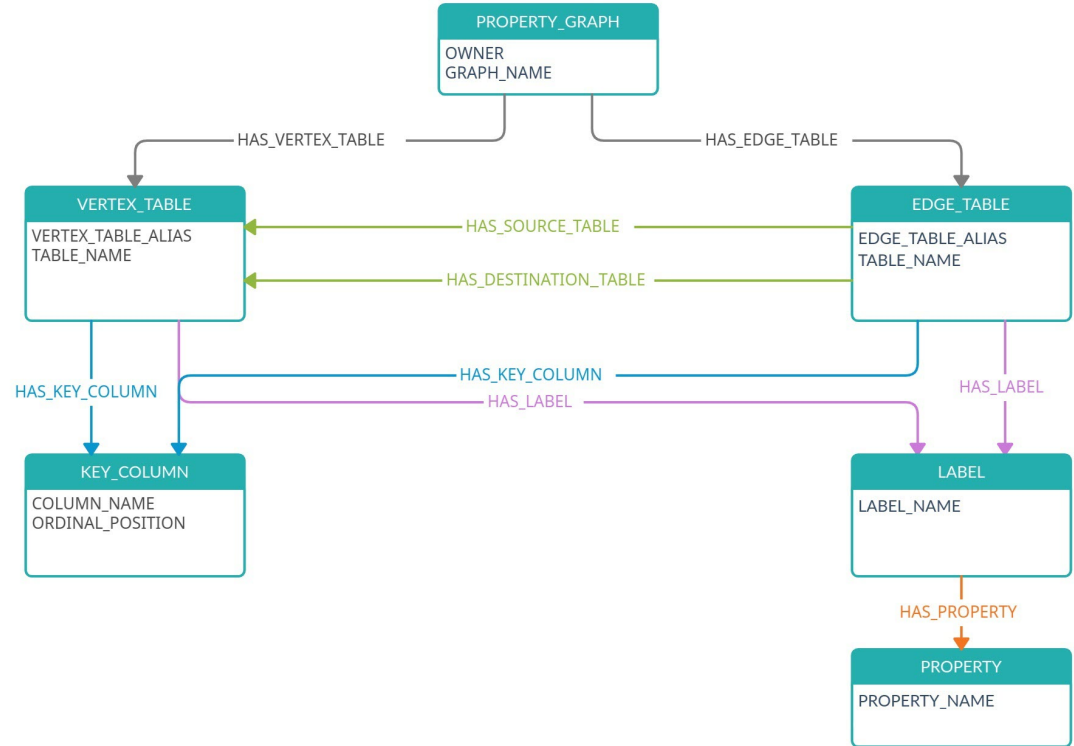 PROPERTY_GRAPH
OWNER
GRAPH_NAME
HAS_VERTEX_TABLE
HAS_EDGE_TABLE
VERTEX_TABLE
VERTEX_TABLE_ALIAS
TABLE_NAME
HAS_SOURCE_TABLE
HAS_DESTINATION_TABLE
EDGE_TABLE
EDGE_TABLE_ALIAS
TABLE_NAME
HAS_KEY_COLUMN
HAS_KEY_COLUMN
HAS_LABEL
HAS_LABEL
KEY_COLUMN
COLUMN_NAME
ORDINAL_POSITION
LABEL
LABEL_NAME
HAS_PROPERTY
PROPERTY
PROPERTY_NAME